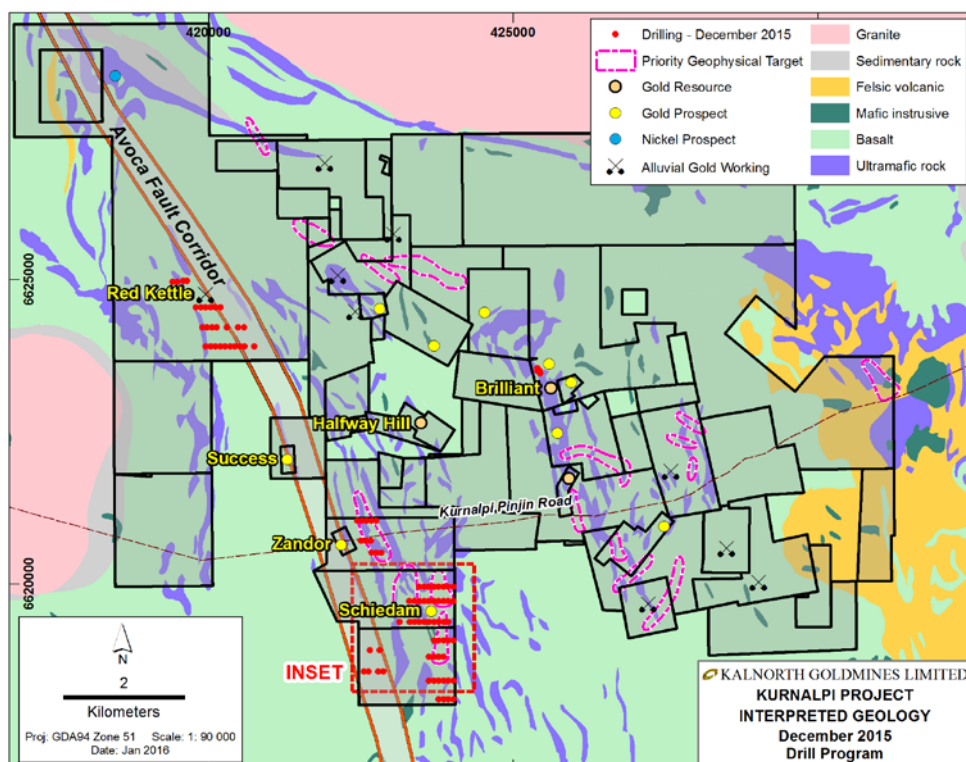 420000
425000
6625000
6620000
Drilling - December 2015
Priority Geophysical Target
Gold Resource
Gold Prospect
Nickel Prospect
Alluvial Gold Working
Granite
Sedimentary rock
Felsic volcanic
Mafic instrusive
Basalt
Ultramafic rock
Avoca Fault Corridor
Red Kettle
Brilliant
Halfway Hill
Success
Kurnalpi Pinjin Road
Zandor
Schiedam
INSET
N
2
Kilometers
Proj: GDA94 Zone 51 Scale: 1: 90 000
Date: Jan 2016
KALNORTH GOLDMINES LIMITED
KURNALPI PROJECT
INTERPRETED GEOLOGY
December 2015
Drill Program